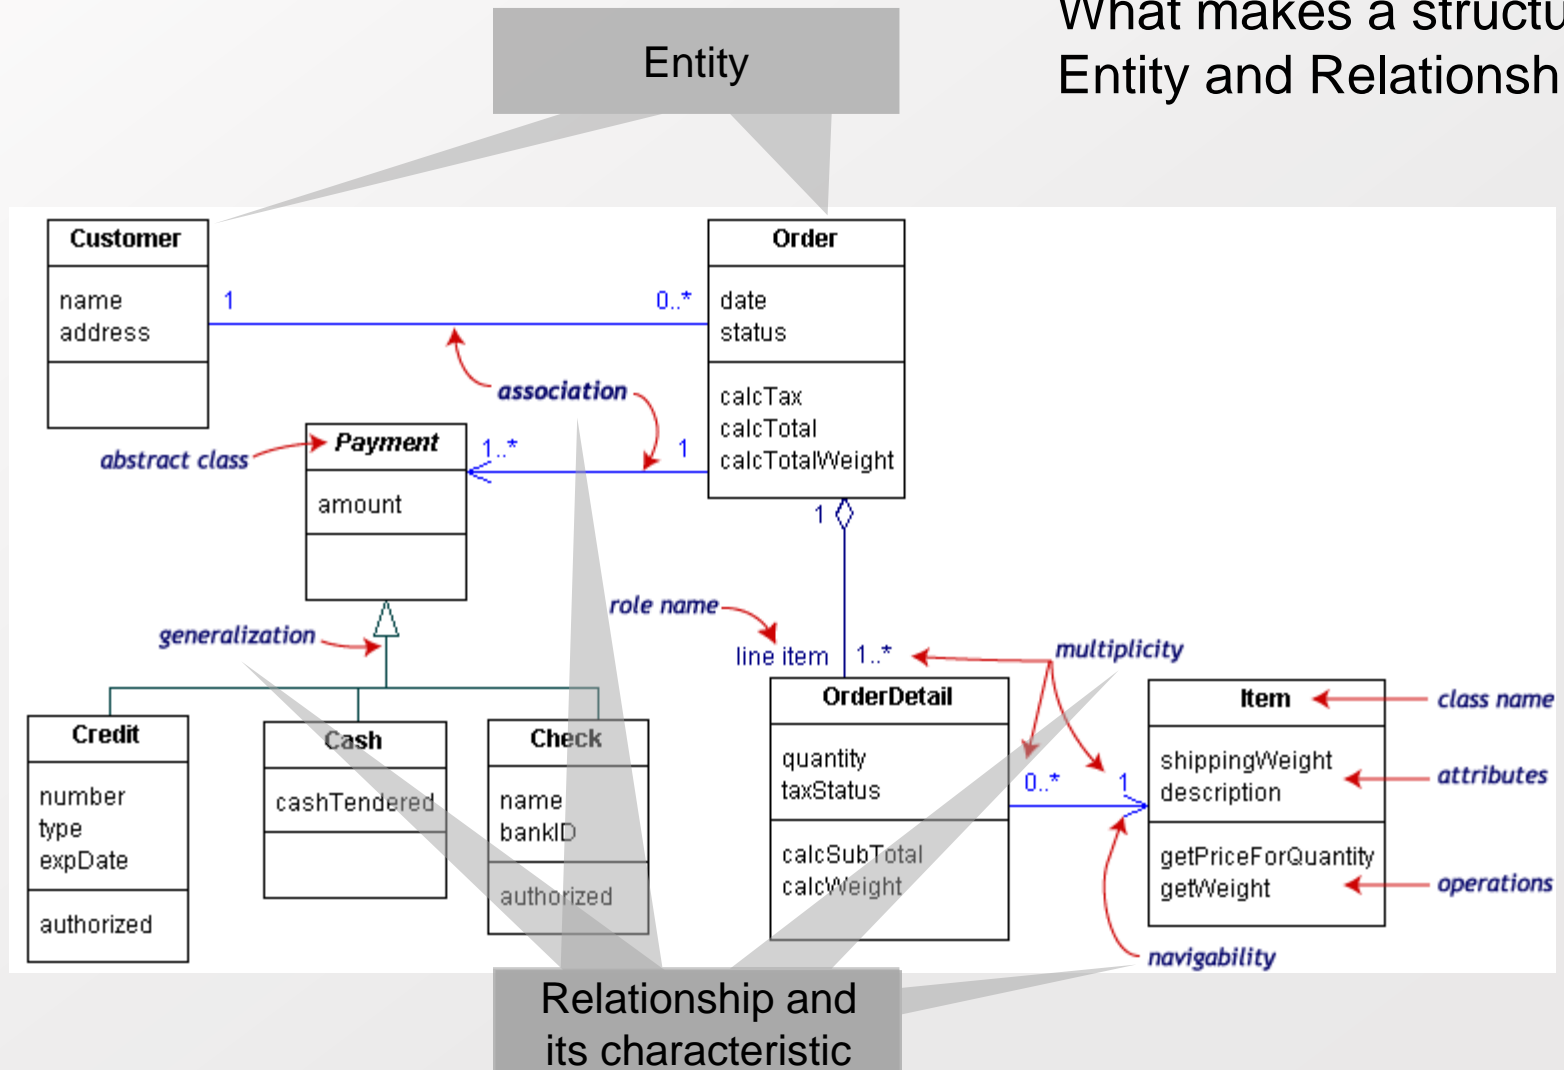 What makes a structu
Entity and Relationsh
Entity
Customer
name
address
1
0..*
Order
date
status
calcTax
calcTotal
calcTotalWeight
association
abstract class
Payment
amount
1..*
1
1
generalization
role name
line item
1..*
multiplicity
Credit
number
type
expDate
authorized
Cash
cashTendered
Check
name
bankID
authorized
OrderDetail
quantity
taxStatus
calcSubTotal
calcWeight
0..*
1
Item
shippingWeight
description
getPriceForQuantity
getWeight
class name
attributes
operations
navigability
Relationship and
its characteristic